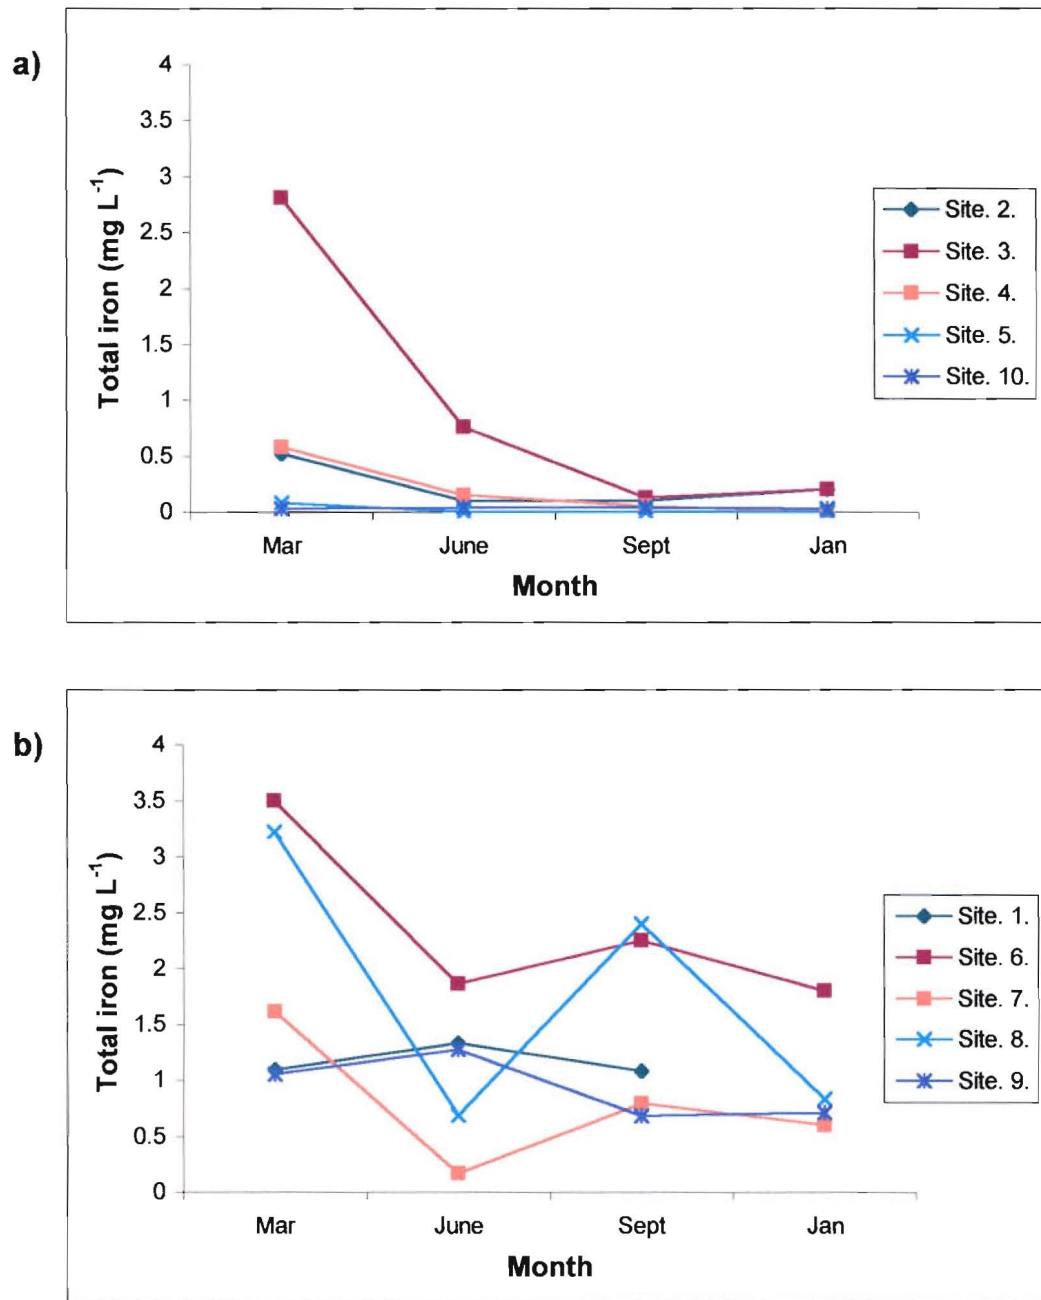 a)
4
3.5
3
2.5
2
1.5
1
0.5
0
Total iron (mg L⁻¹)
Mar June Sept Jan
Month
Site. 2.
Site. 3.
Site. 4.
Site. 5.
Site. 10.
b)
4
3.5
3
2.5
2
1.5
1
0.5
0
Total iron (mg L⁻¹)
Mar June Sept Jan
Month
Site. 1.
Site. 6.
Site. 7.
Site. 8.
Site. 9.